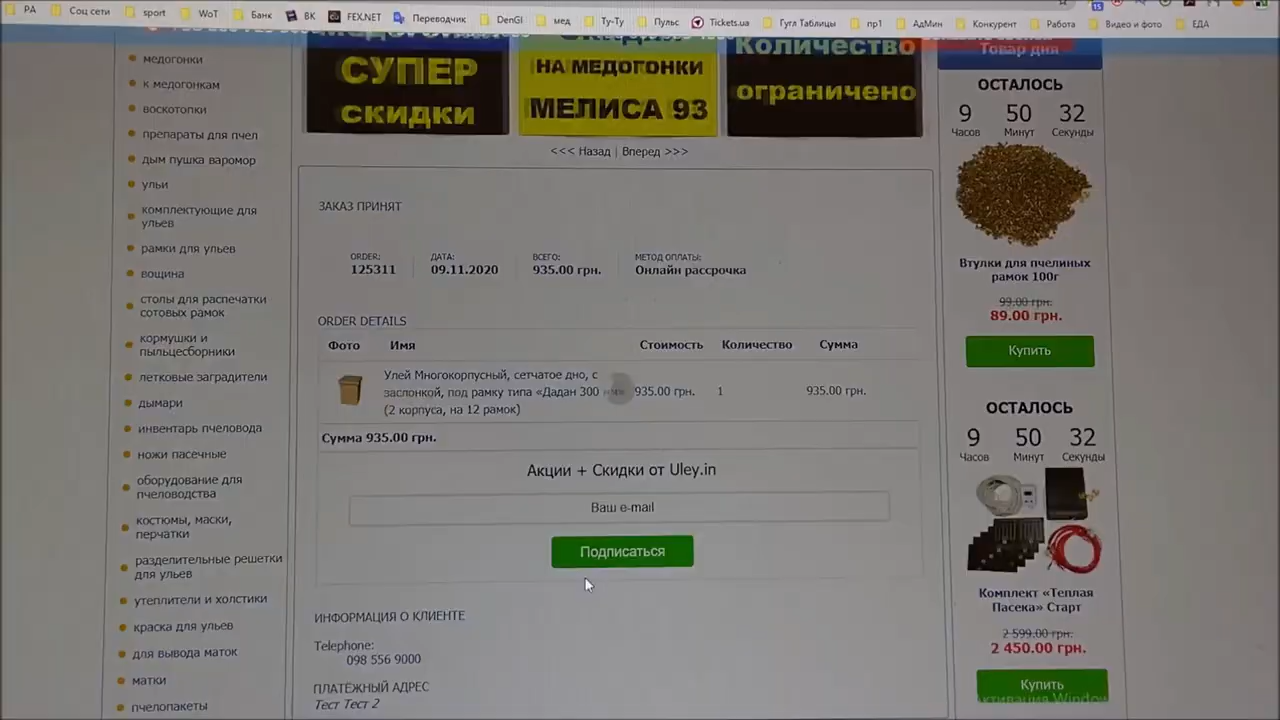 РА
Соц сети
sport
WoT
Банк
ВК
FEX.NET
Переводчик
DenGI
мед
Ту-Ту
Пульс
Tickets.ua
Гугл Таблицы
пр1
АдМин
Конкурент
Работа
Видео и фото
ЕДА
15
медогонки
к медогонкам
воскотопки
препараты для пчел
дым пушка варомор
ульи
комплектующие для
ульев
рамки для ульев
вощина
столы для распечатки
сотовых рамок
кормушки и
пыльцесборники
летковые заградители
дымари
инвентарь пчеловода
ножи пасечные
оборудование для
пчеловодства
костюмы, маски,
перчатки
разделительные решетки
для ульев
утеплители и холстики
краска для ульев
для вывода маток
матки
пчелопакеты
СУПЕР
скидки
НА МЕДОГОНКИ
МЕЛИСА 93
Количество
ограничено
<<< Назад | Вперед >>>
ЗАКАЗ ПРИНЯТ
ORDER:
125311
ДАТА:
09.11.2020
ВСЕГО:
935.00 грн.
МЕТОД ОПЛАТЫ:
Онлайн рассрочка
ORDER DETAILS
Фото Имя Стоимость Количество Сумма
Улей Многокорпусный, сетчатое дно, с
заслонкой, под рамку типа «Дадан 300
(2 корпуса, на 12 рамок)
935.00 грн. 1 935.00 грн.
Сумма 935.00 грн.
Акции + Скидки от Uley.in
Ваш e-mail
Подписаться
ИНФОРМАЦИЯ О КЛИЕНТЕ
Telephone:
098 556 9000
ПЛАТЁЖНЫЙ АДРЕС
Тест Тест 2
Товар дня
ОСТАЛОСЬ
9 50 32
Часов Минут Секунды
Втулки для пчелиных
рамок 100г
99.00 грн.
89.00 грн.
Купить
ОСТАЛОСЬ
9 50 32
Часов Минут Секунды
Комплект «Теплая
Пасека» Старт
2 599.00 грн.
2 450.00 грн.
Купить